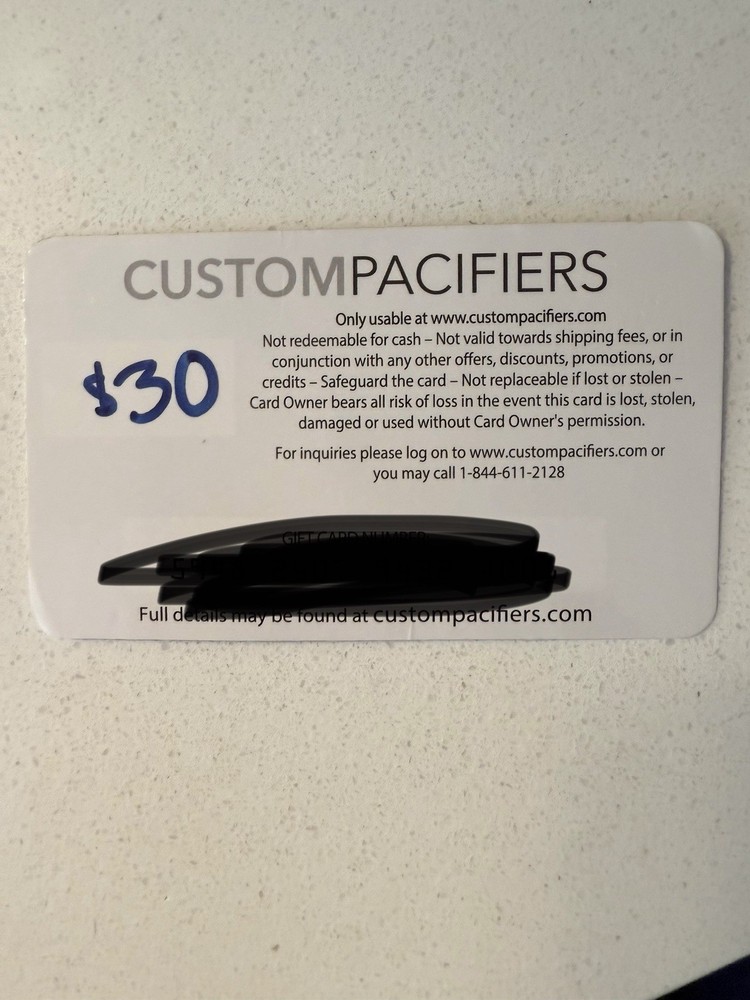 CUSTOMPACIFIERS
Only usable at www.custompacifiers.com
Not redeemable for cash – Not valid towards shipping fees, or in
conjunction with any other offers, discounts, promotions, or
credits – Safeguard the card – Not replaceable if lost or stolen –
Card Owner bears all risk of loss in the event this card is lost, stolen,
damaged or used without Card Owner's permission.
$30
For inquiries please log on to www.custompacifiers.com or
you may call 1-844-611-2128
GIFT CARD NUMBER
Full details may be found at custompacifiers.com